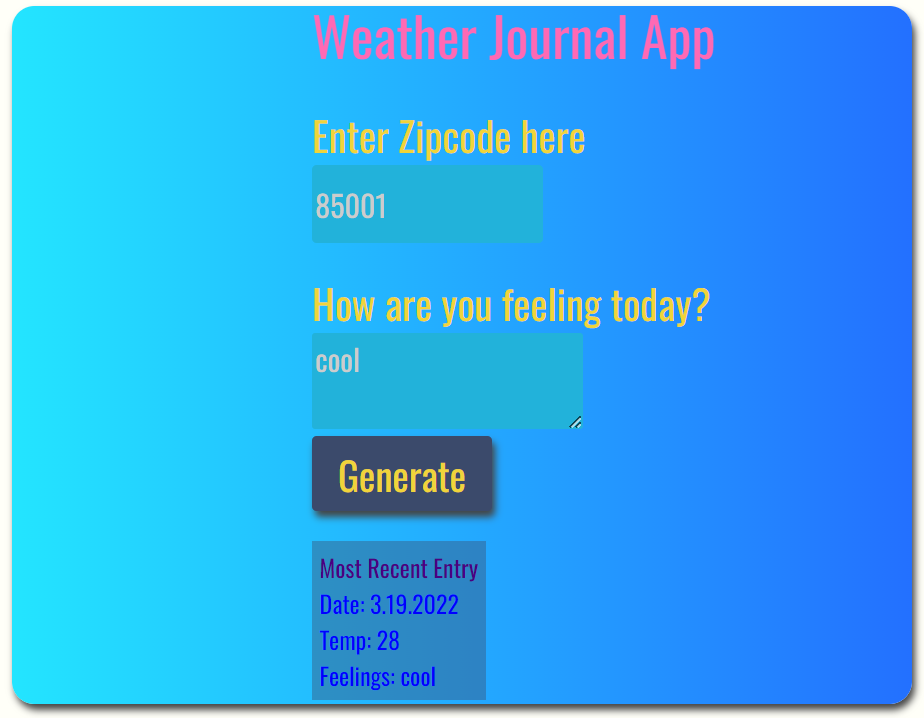 Weather Journal App
Enter Zipcode here
85001
How are you feeling today?
cool
Generate
Most Recent Entry
Date: 3.19.2022
Temp: 28
Feelings: cool